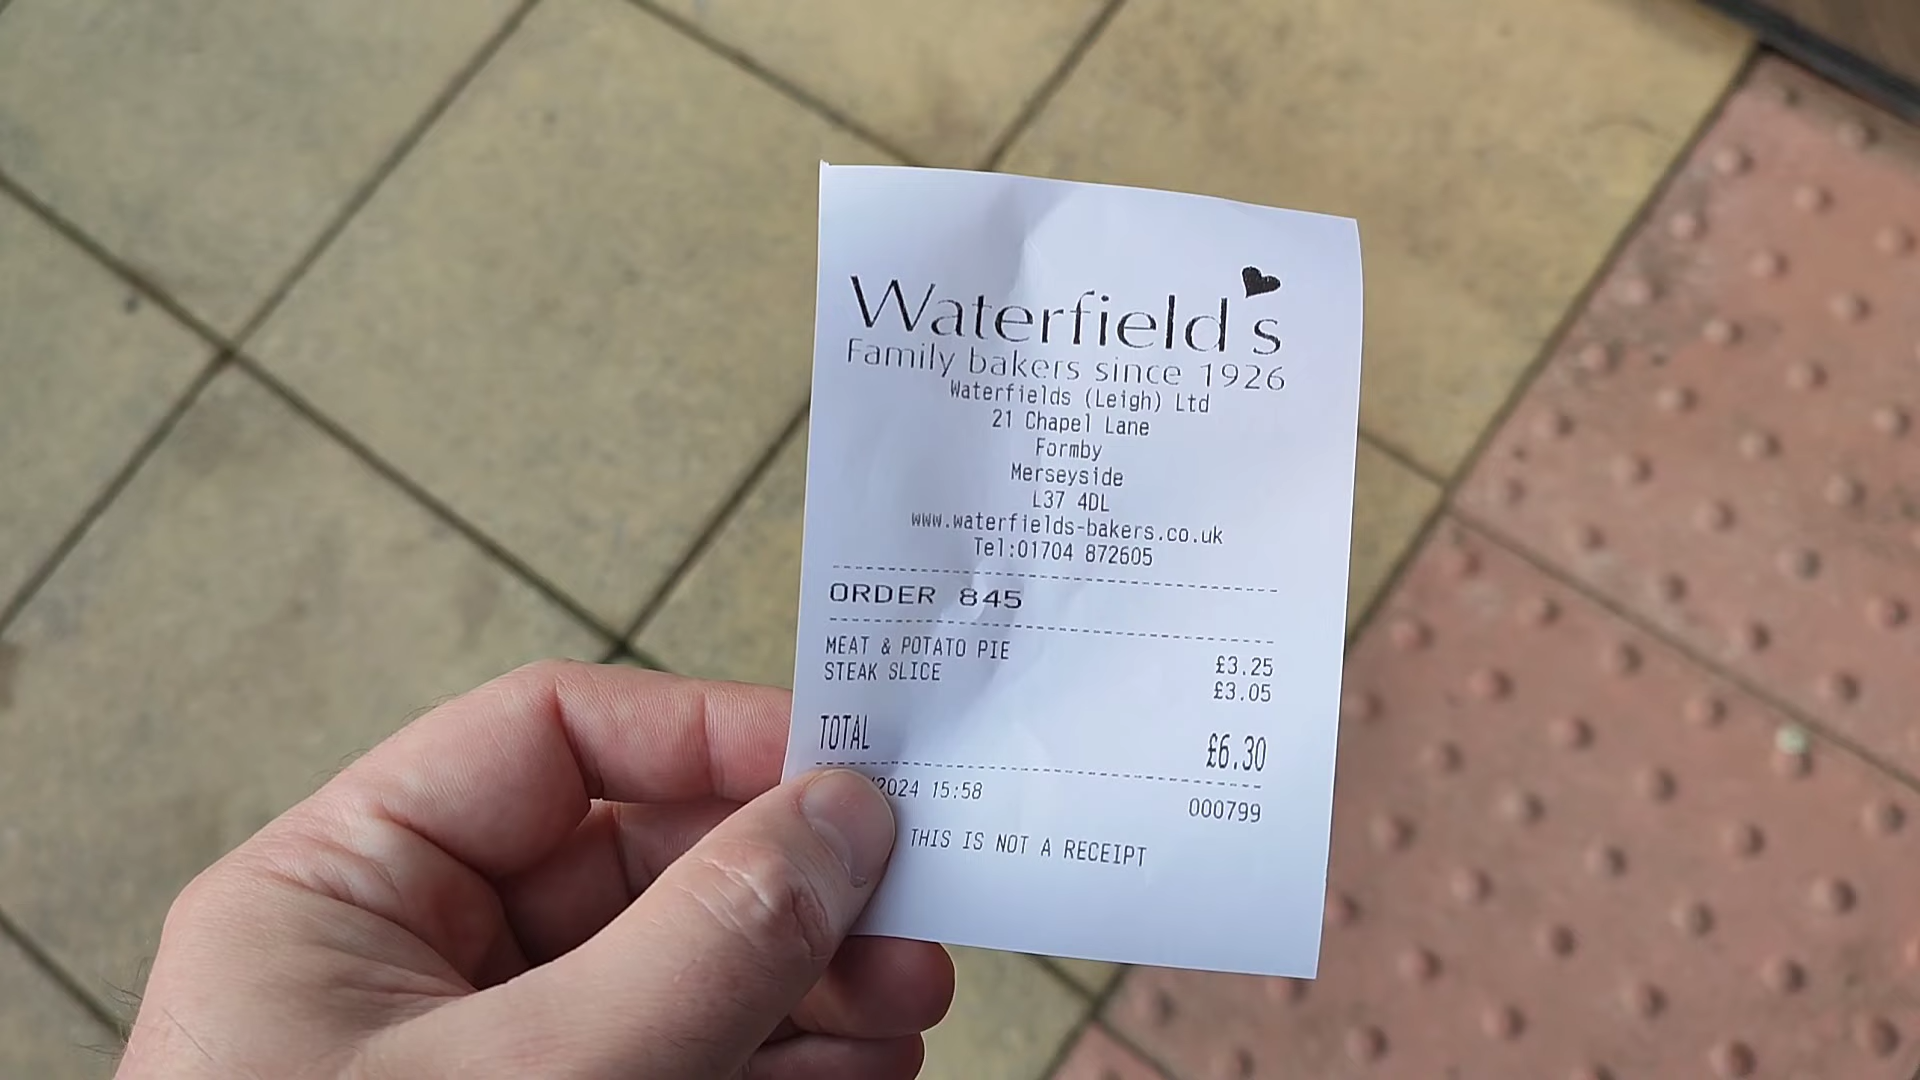 Waterfield's
Family bakers since 1926
Waterfields (Leigh) Ltd
21 Chapel Lane
Formby
Merseyside
L37 4DL
www.waterfields-bakers.co.uk
Tel:01704 872605
ORDER 845
MEAT & POTATO PIE £3.25
STEAK SLICE £3.05
TOTAL £6.30
/2024 15:58 000799
THIS IS NOT A RECEIPT